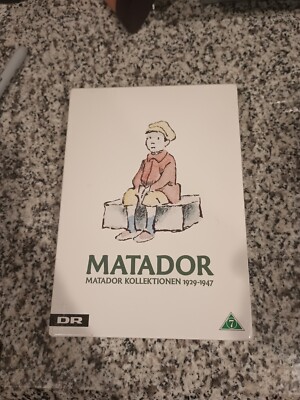 MATADOR
MATADOR KOLLEKTIONEN 1929-1947
DR
7